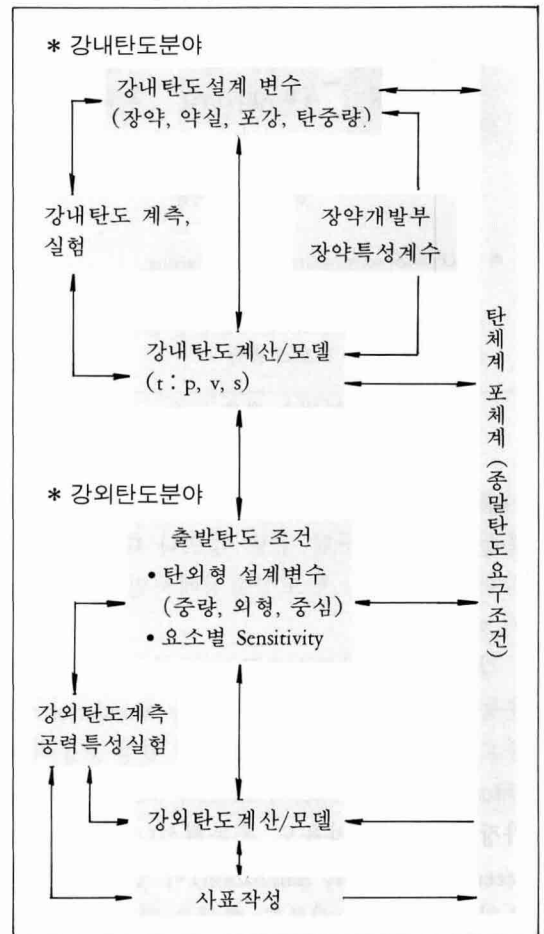 * 강내탄도분야
강내탄도설계 변수
(장약, 약실, 포강, 탄중량)
강내탄도 계측,
실험
장약개발부
장약특성계수
강내탄도계산/모델
(t : p, v, s)
탄체계 포체계 (종말탄도요구조건)
* 강외탄도분야
출발탄도 조건
• 탄외형 설계변수
(중량, 외형, 중심)
• 요소별 Sensitivity
강외탄도계측
공력특성실험
강외탄도계산/모델
사표작성